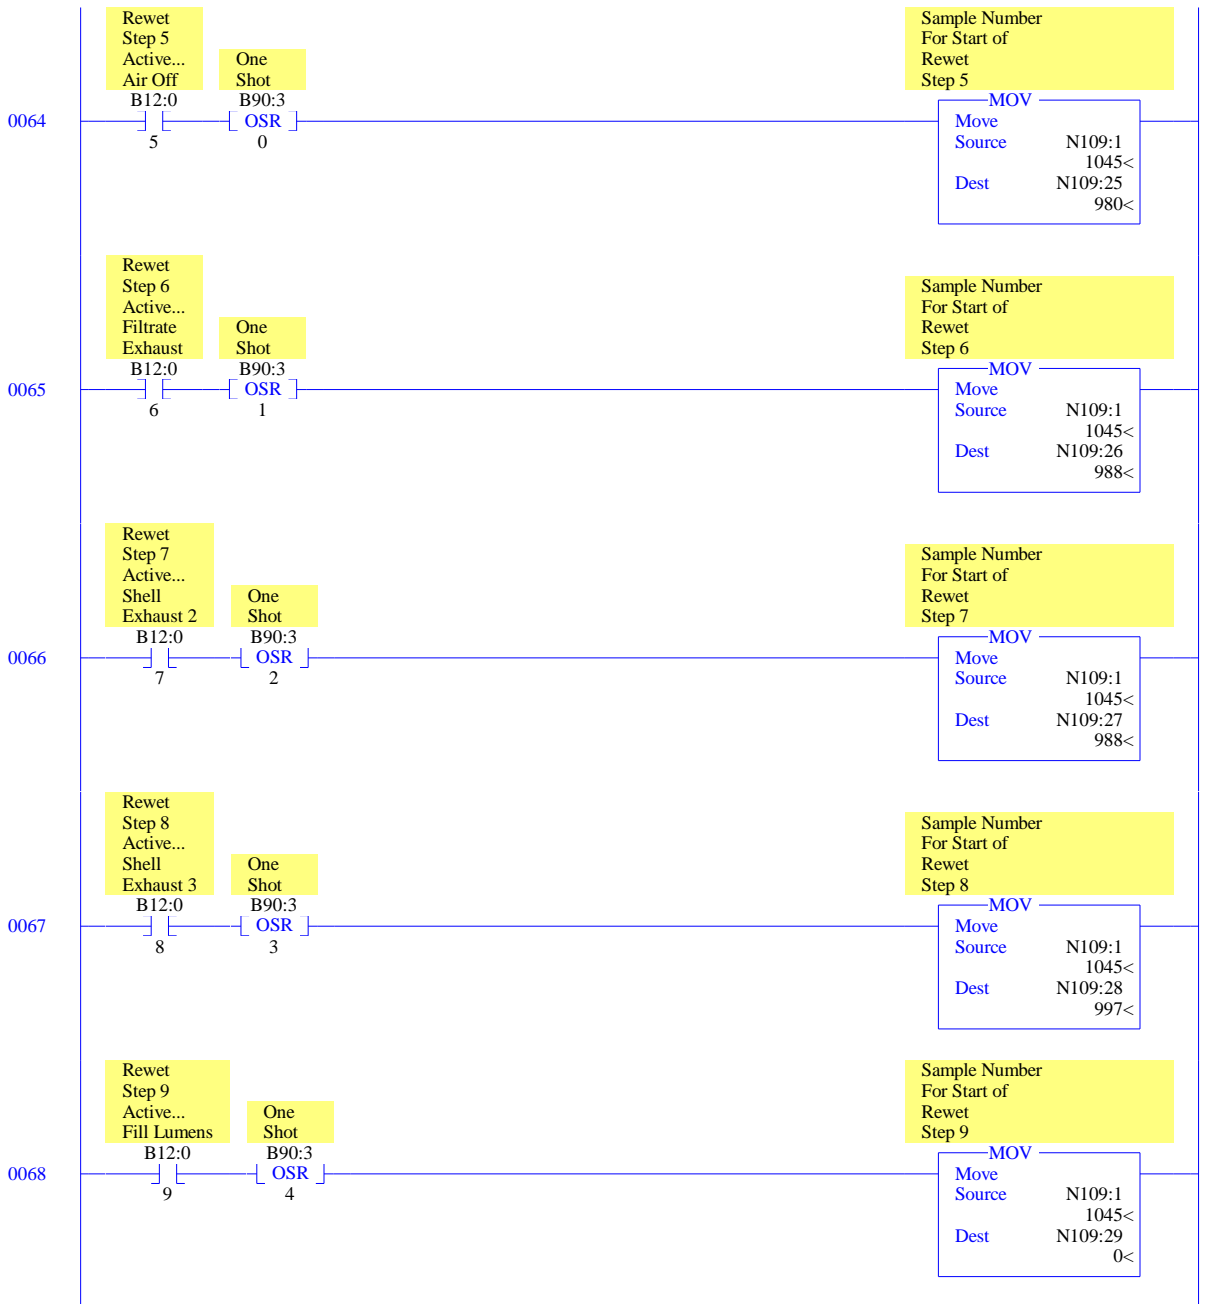 Rewet
Step 5
Active...
Air Off
B12:0
5
One
Shot
B90:3
OSR
0
Sample Number
For Start of
Rewet
Step 5
0064
MOV
Move
Source N109:1
1045<
Dest N109:25
980<
Rewet
Step 6
Active...
Filtrate
Exhaust
B12:0
6
One
Shot
B90:3
OSR
1
Sample Number
For Start of
Rewet
Step 6
0065
MOV
Move
Source N109:1
1045<
Dest N109:26
988<
Rewet
Step 7
Active...
Shell
Exhaust 2
B12:0
7
One
Shot
B90:3
OSR
2
Sample Number
For Start of
Rewet
Step 7
0066
MOV
Move
Source N109:1
1045<
Dest N109:27
988<
Rewet
Step 8
Active...
Shell
Exhaust 3
B12:0
8
One
Shot
B90:3
OSR
3
Sample Number
For Start of
Rewet
Step 8
0067
MOV
Move
Source N109:1
1045<
Dest N109:28
997<
Rewet
Step 9
Active...
Fill Lumens
B12:0
9
One
Shot
B90:3
OSR
4
Sample Number
For Start of
Rewet
Step 9
0068
MOV
Move
Source N109:1
1045<
Dest N109:29
0<